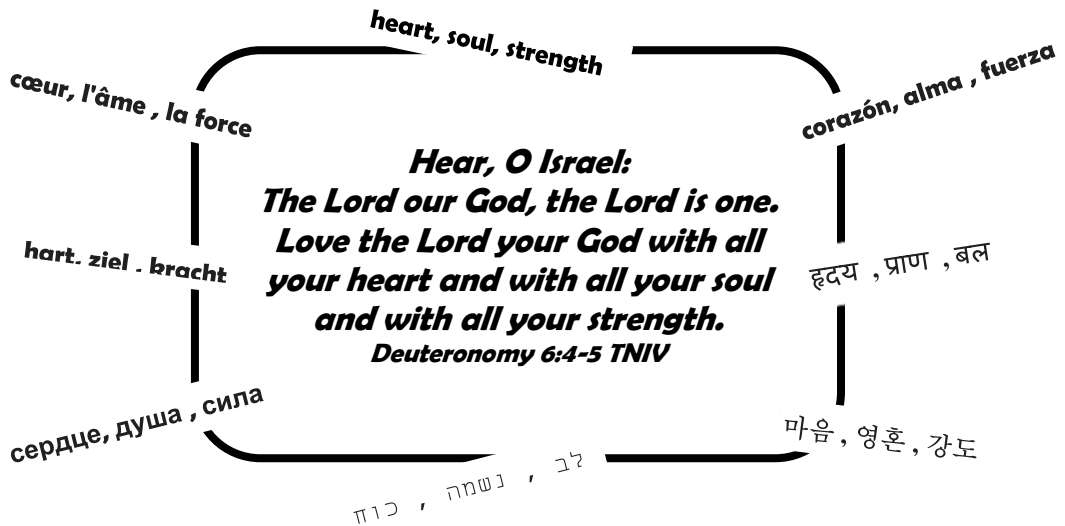 heart, soul, strength
cœur, l'âme , la force
corazón, alma , fuerza
Hear, O Israel:
The Lord our God, the Lord is one.
Love the Lord your God with all
your heart and with all your soul
and with all your strength.
Deuteronomy 6:4-5 TNIV
hart, ziel , kracht
हृदय , प्राण , बल
сердце, душа , сила
마음 , 영혼 , 강도
לב , נשמה , כוח